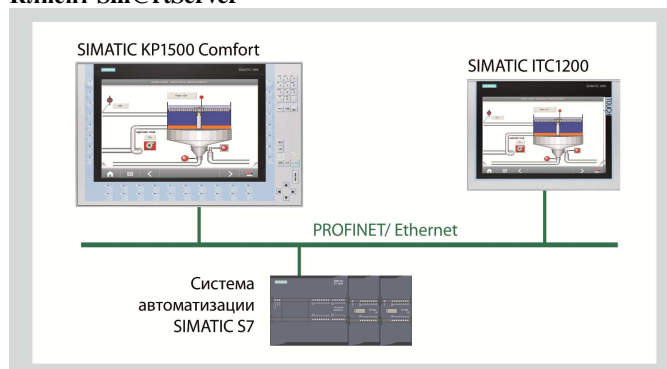 SIMATIC KP1500 Comfort
SIMATIC ITC1200
PROFINET/ Ethernet
Система
автоматизации
SIMATIC S7